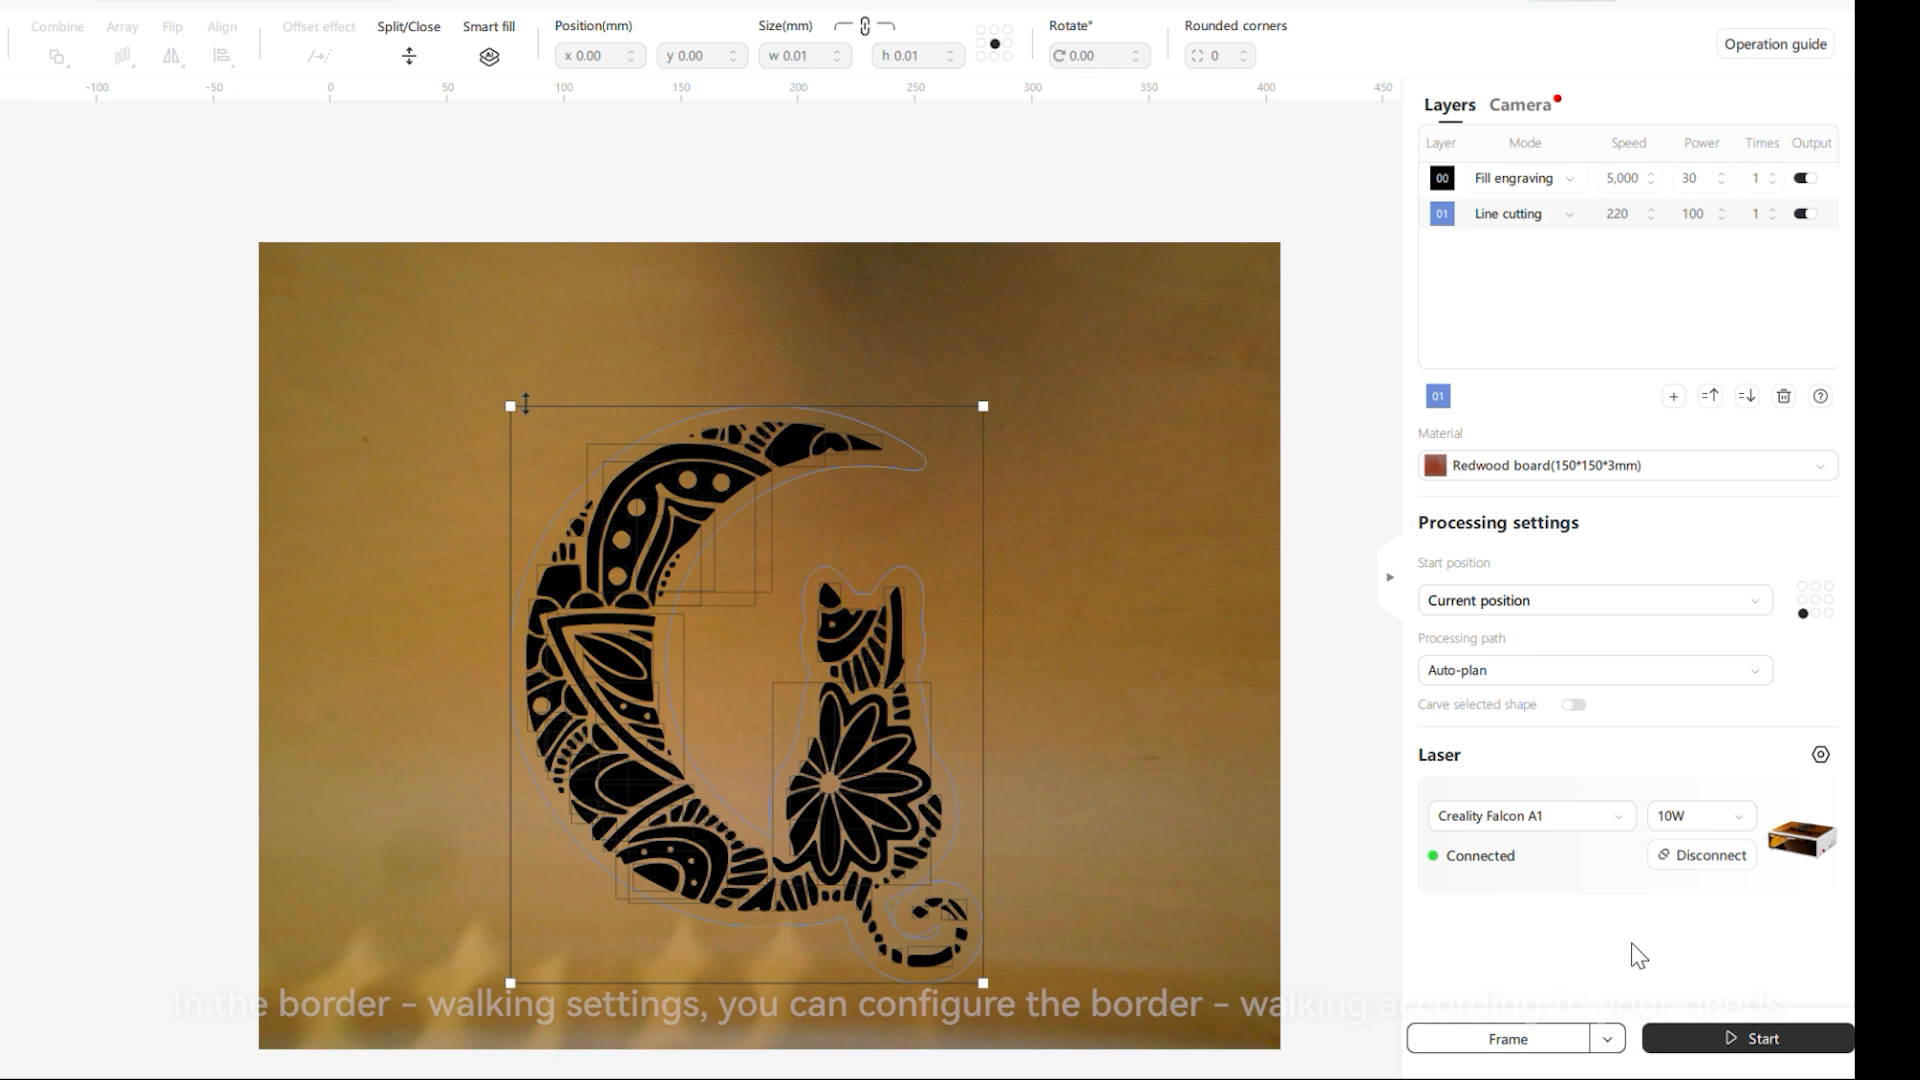 Combine
Array
Flip
Align
Offset effect
Split/Close
Smart fill
Position(mm)
Size(mm)
Rotate°
Rounded corners
Operation guide
x 0.00
y 0.00
w 0.01
h 0.01
0.00
0
-100
-50
0
50
100
150
200
250
300
350
400
450
Layers
Camera
Layer Mode Speed Power Times Output
00 Fill engraving 5,000 30 1
01 Line cutting 220 100 1
01
Material
Redwood board(150*150*3mm)
Processing settings
Start position
Current position
Processing path
Auto-plan
Carve selected shape
Laser
Creality Falcon A1
10W
Connected
Disconnect
In the border - walking settings, you can configure the border - walking according to your needs
Frame
Start